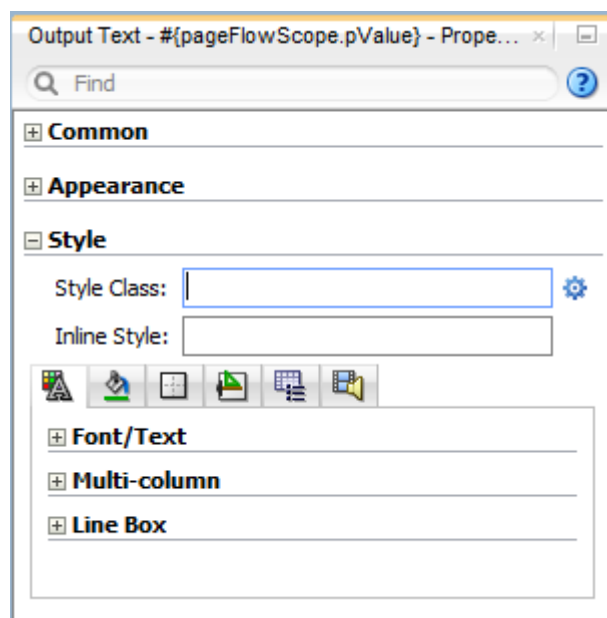 Output Text - #{pageFlowScope.pValue} - Prope...
Find
Common
Appearance
Style
Style Class:
Inline Style:
Font/Text
Multi-column
Line Box